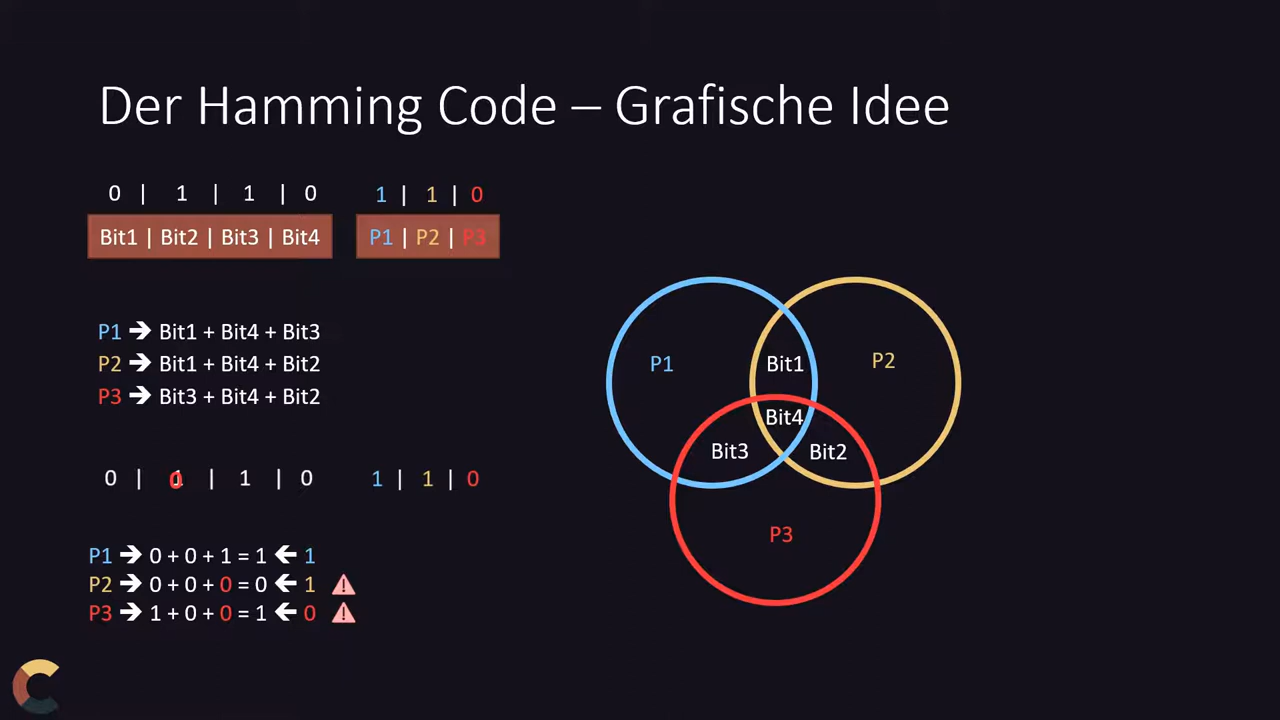 Der Hamming Code – Grafische Idee
0 | 1 | 1 | 0 1 | 1 | 0
Bit1 | Bit2 | Bit3 | Bit4 P1 | P2 | P3
P1 → Bit1 + Bit4 + Bit3
P2 → Bit1 + Bit4 + Bit2
P3 → Bit3 + Bit4 + Bit2
0 | 0 | 1 | 0 1 | 1 | 0
P1 → 0 + 0 + 1 = 1 ← 1
P2 → 0 + 0 + 0 = 0 ← 1
P3 → 1 + 0 + 0 = 1 ← 0
P1
Bit1
P2
Bit4
Bit3
Bit2
P3